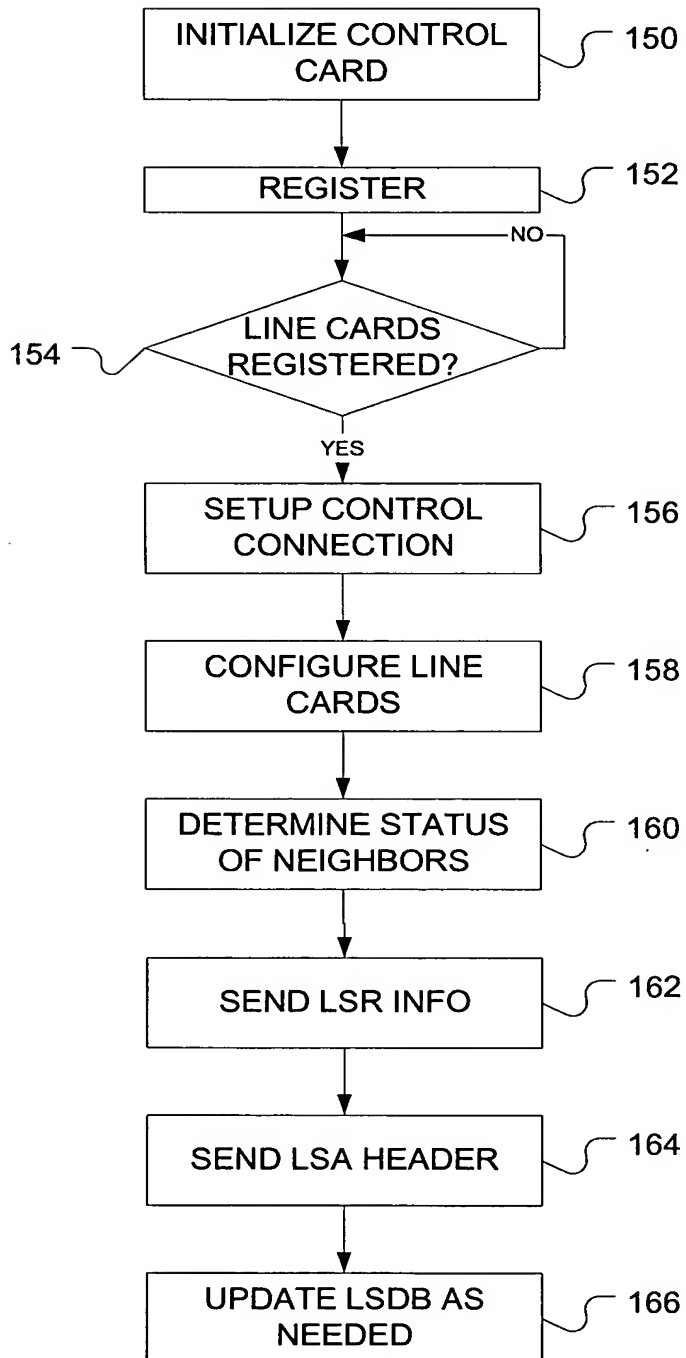 INITIALIZE CONTROL
CARD
150
REGISTER
152
NO
LINE CARDS
REGISTERED?
154
YES
SETUP CONTROL
CONNECTION
156
CONFIGURE LINE
CARDS
158
DETERMINE STATUS
OF NEIGHBORS
160
SEND LSR INFO
162
SEND LSA HEADER
164
UPDATE LSDB AS
NEEDED
166